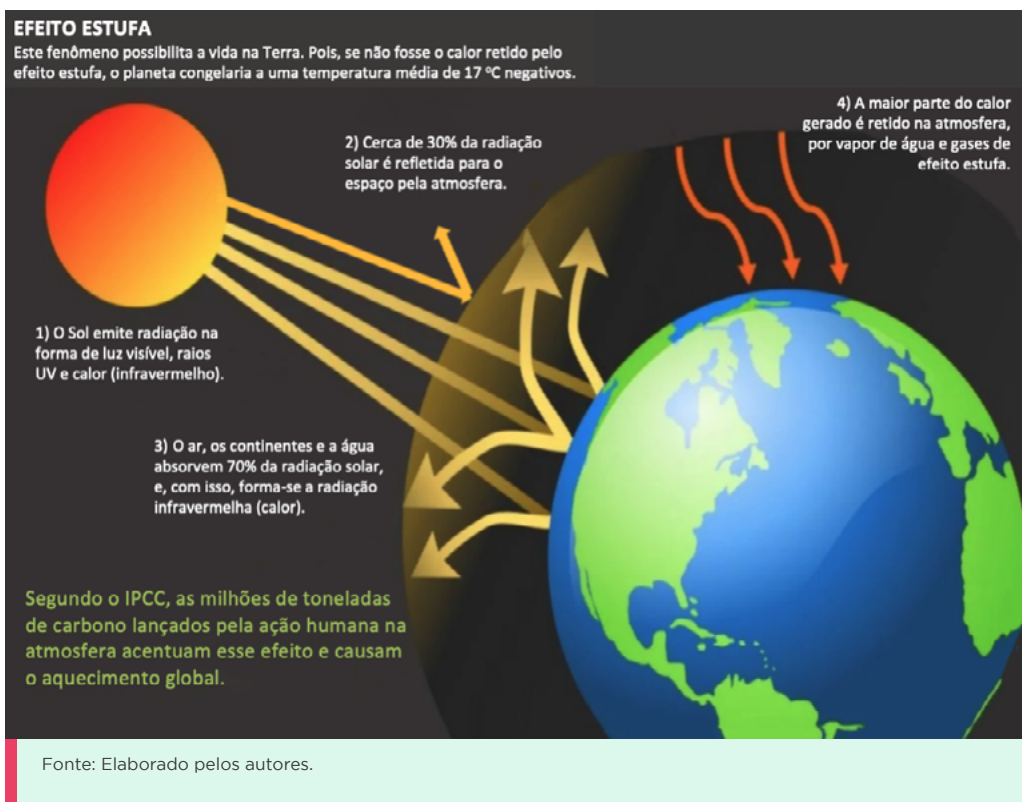 EFEITO ESTUFA
Este fenômeno possibilita a vida na Terra. Pois, se não fosse o calor retido pelo
efeito estufa, o planeta congelaria a uma temperatura média de 17 ºC negativos.
4) A maior parte do calor
gerado é retido na atmosfera,
por vapor de água e gases de
efeito estufa.
2) Cerca de 30% da radiação
solar é refletida para o
espaço pela atmosfera.
1) O Sol emite radiação na
forma de luz visível, raios
UV e calor (infravermelho).
3) O ar, os continentes e a água
absorvem 70% da radiação solar,
e, com isso, forma-se a radiação
infravermelha (calor).
Segundo o IPCC, as milhões de toneladas
de carbono lançados pela ação humana na
atmosfera acentuam esse efeito e causam
o aquecimento global.
Fonte: Elaborado pelos autores.